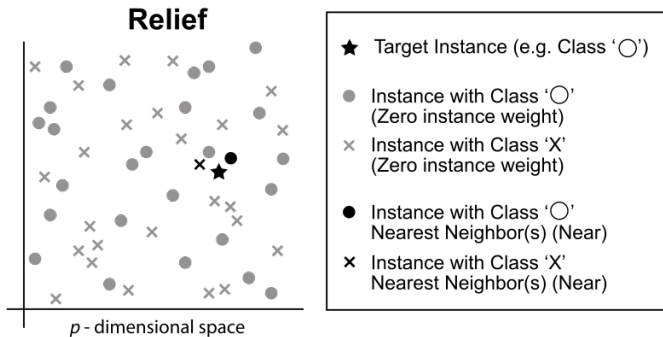 Relief
p - dimensional space
Target Instance (e.g. Class ‘○’)
Instance with Class ‘○’
(Zero instance weight)
Instance with Class ‘X’
(Zero instance weight)
Instance with Class ‘○’
Nearest Neighbor(s) (Near)
Instance with Class ‘X’
Nearest Neighbor(s) (Near)